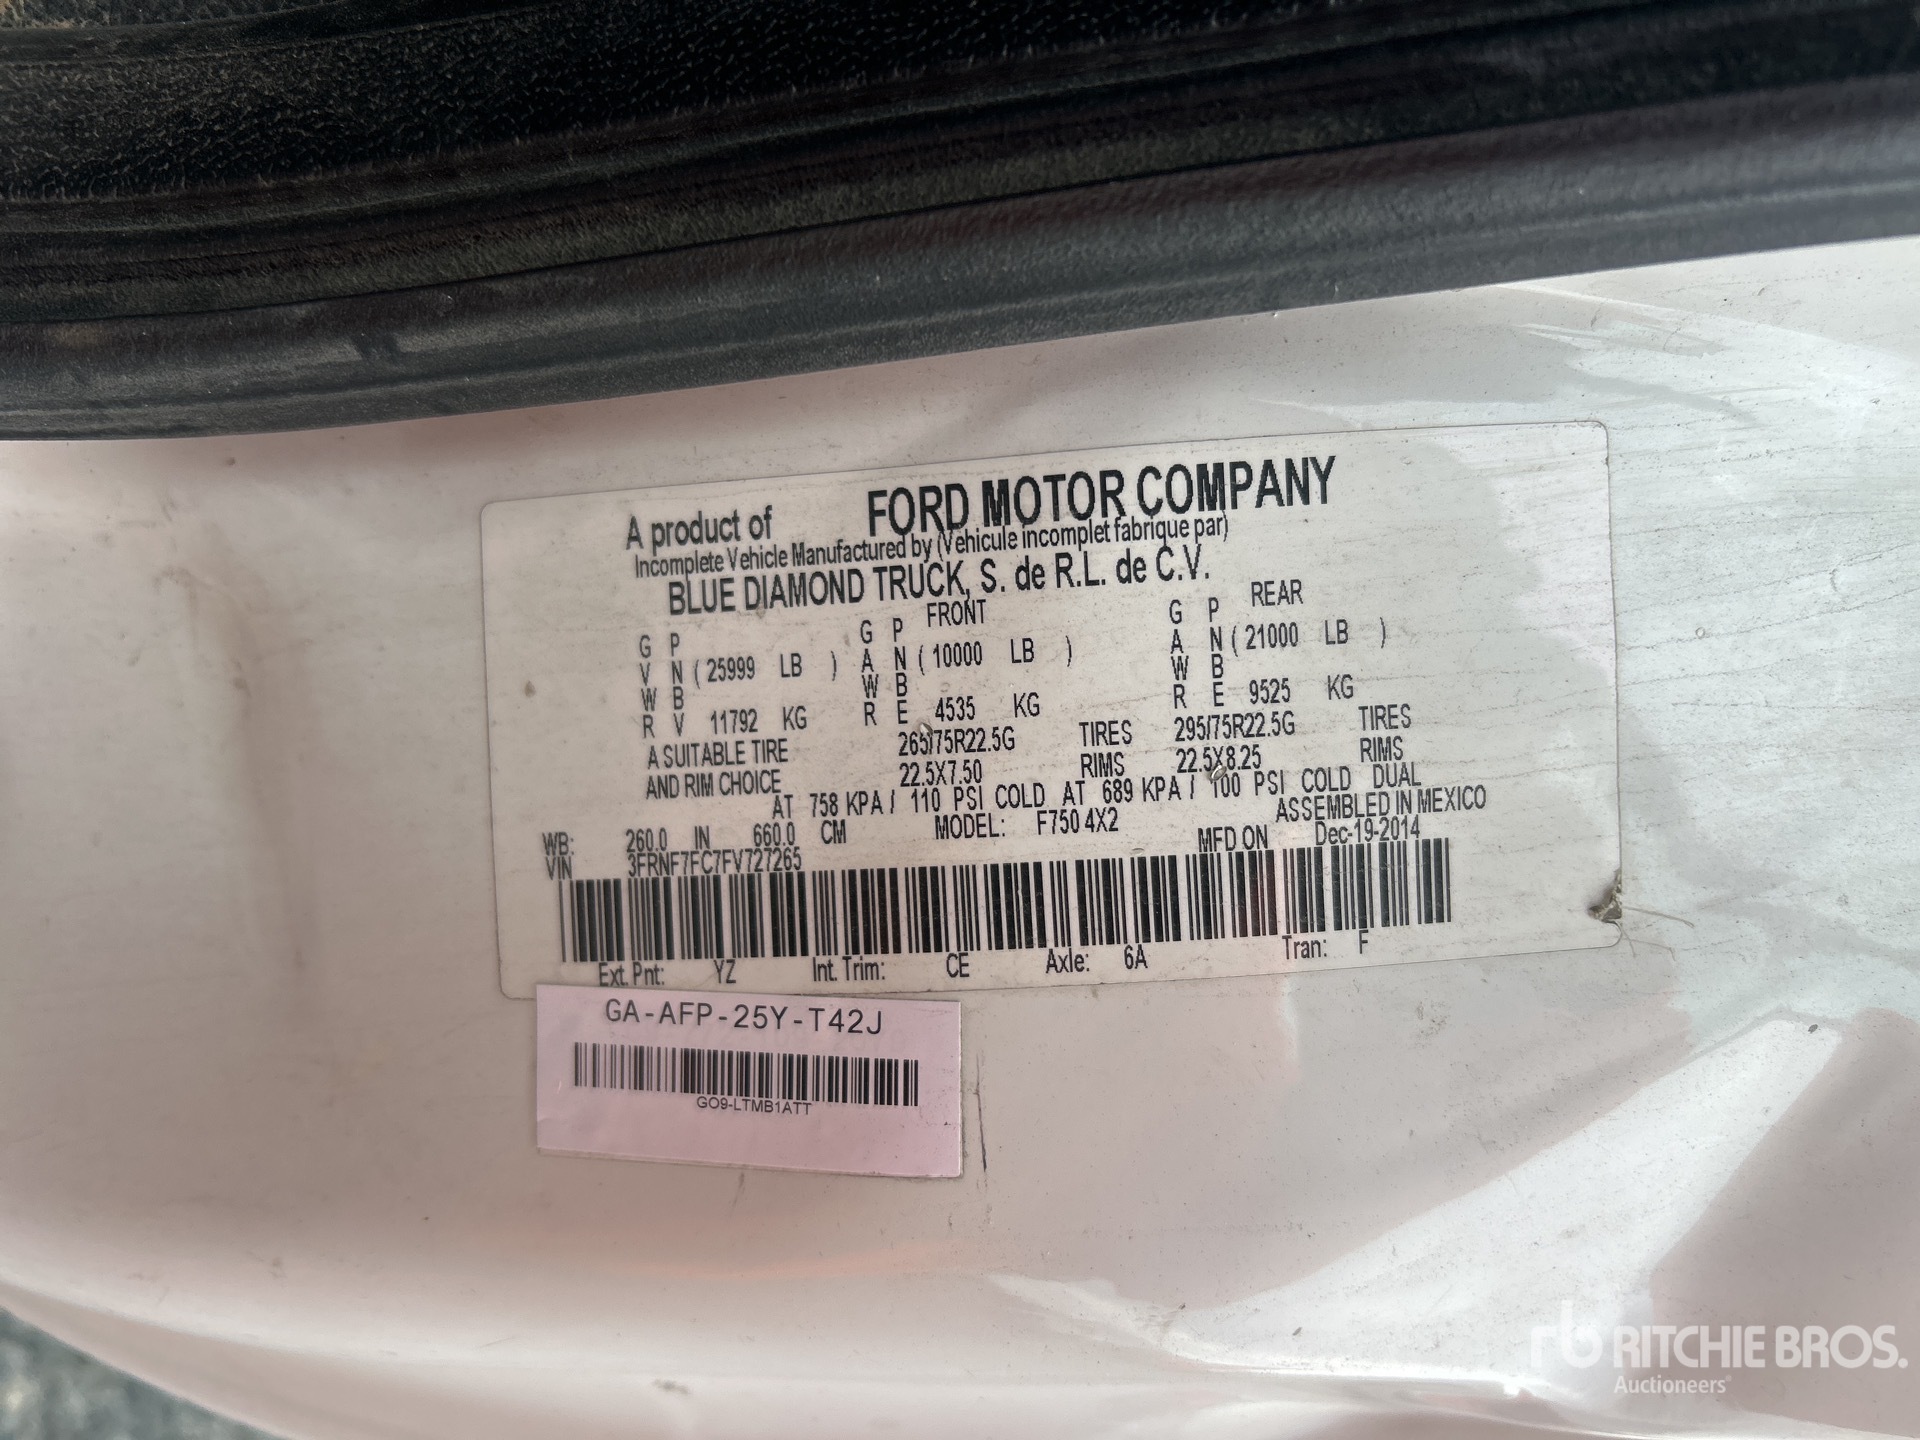 A product of FORD MOTOR COMPANY
Incomplete Vehicle Manufactured by (Vehicule incomplet fabrique par)
BLUE DIAMOND TRUCK, S. de R.L. de C.V.
FRONT REAR
G P G P G P
V N ( 25999 LB ) A N ( 10000 LB ) A N ( 21000 LB )
W B W B W B
R V 11792 KG R E 4535 KG R E 9525 KG
A SUITABLE TIRE 265/75R22.5G TIRES 295/75R22.5G TIRES
AND RIM CHOICE 22.5X7.50 RIMS 22.5X8.25 RIMS
AT 758 KPA / 110 PSI COLD AT 689 KPA / 100 PSI COLD DUAL
ASSEMBLED IN MEXICO
WB: 260.0 IN 660.0 CM MODEL: F750 4X2 MFD ON Dec-19-2014
VIN 3FRNF7FC7FV727265
Ext. Pnt: YZ Int. Trim: CE Axle: 6A Tran: F
GA-AFP-25Y-T42J
GO9-LTMB1ATT
rb RITCHIE BROS.
Auctioneers